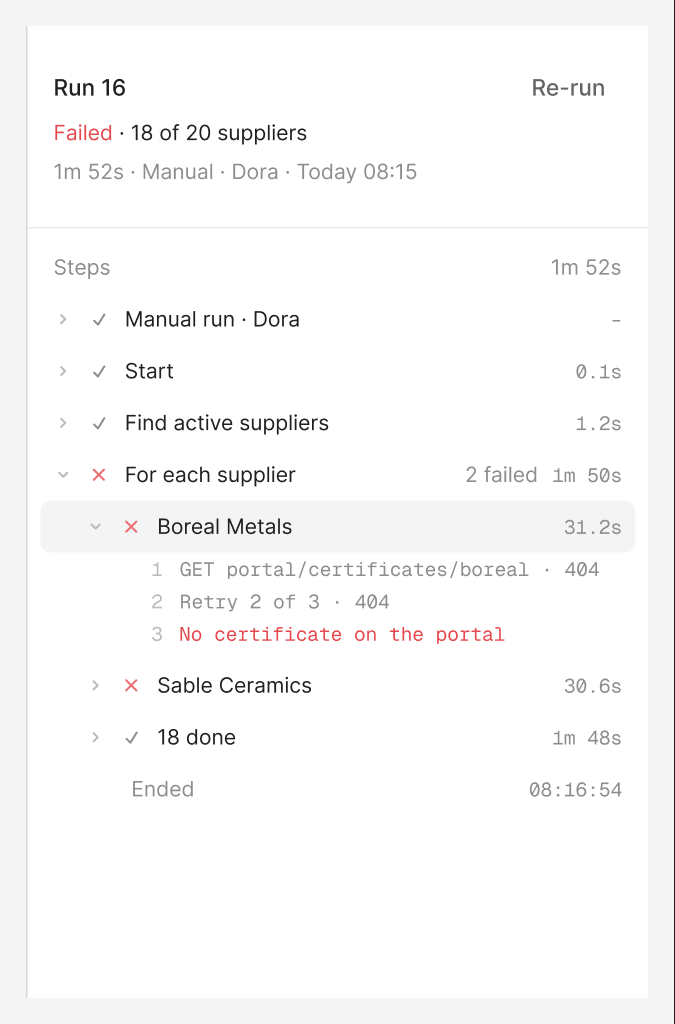 Run 16 Re-run
Failed · 18 of 20 suppliers
1m 52s · Manual · Dora · Today 08:15
Steps 1m 52s
Manual run · Dora –
Start 0.1s
Find active suppliers 1.2s
For each supplier 2 failed 1m 50s
Boreal Metals 31.2s
1 GET portal/certificates/boreal · 404
2 Retry 2 of 3 · 404
3 No certificate on the portal
Sable Ceramics 30.6s
18 done 1m 48s
Ended 08:16:54